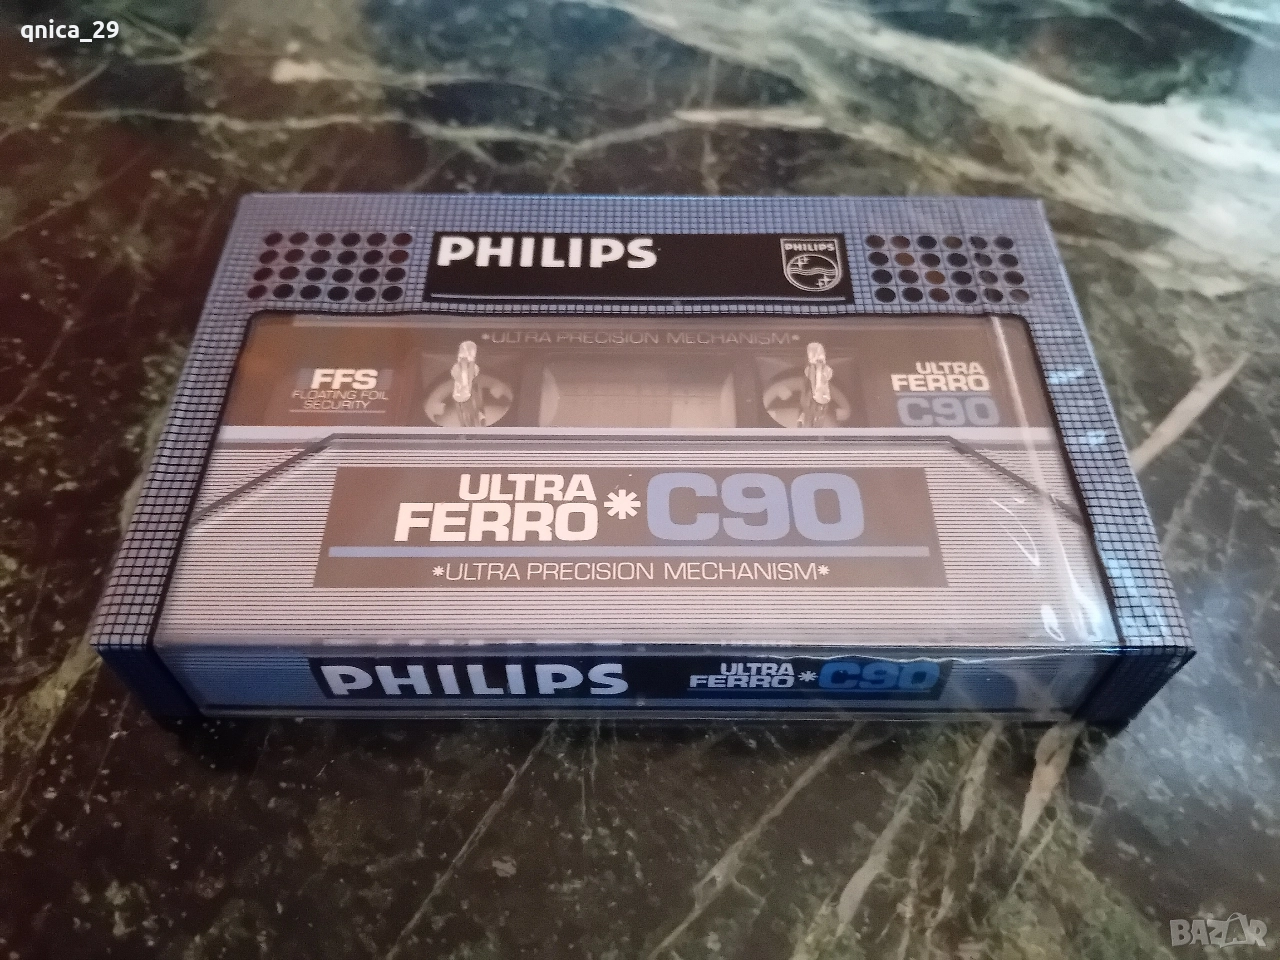 qnica_29
PHILIPS
PHILIPS
*ULTRA PRECISION MECHANISM*
FFS
FLOATING FOIL
SECURITY
ULTRA
FERRO
C90
ULTRA
FERRO*C90
*ULTRA PRECISION MECHANISM*
PHILIPS
ULTRA
FERRO*C90
BAZAR